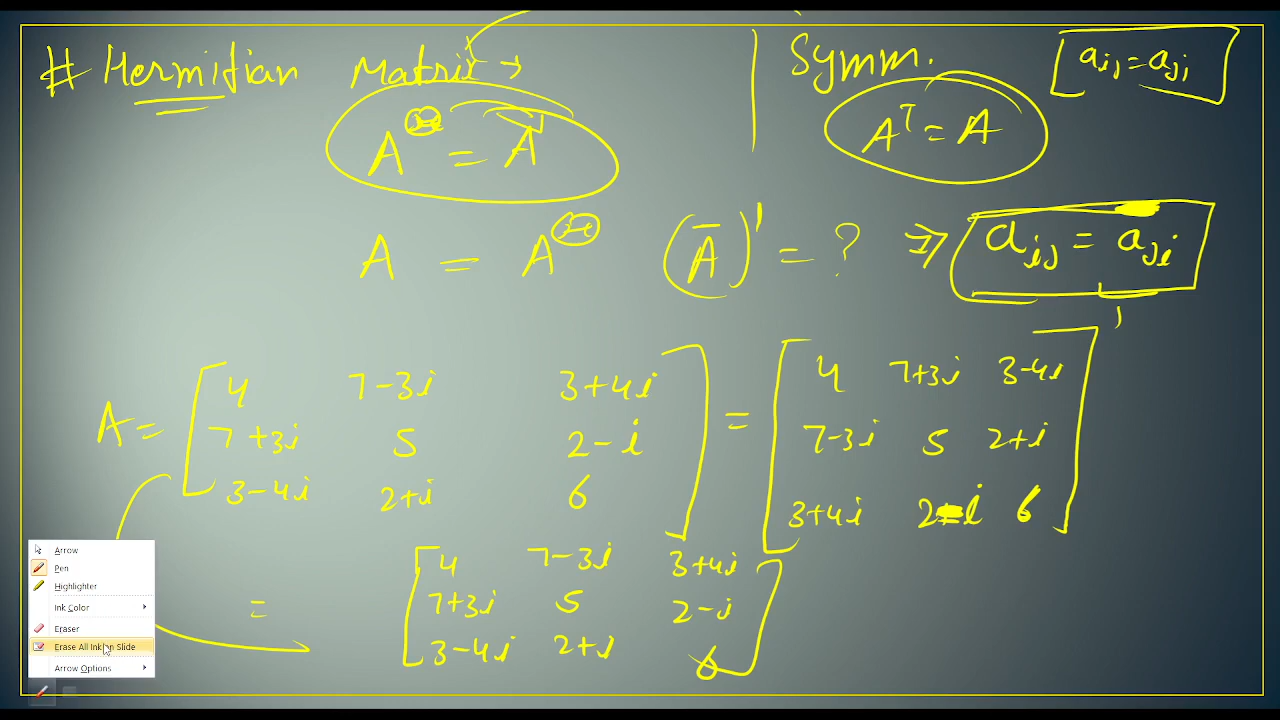 # Hermitian Matrix →
Symm.
aij = aji
A = Ā
Aᵀ = A
A = A
(Ā)' = ? ⇒ aij = aji
A = [ 4 7-3i 3+4i
7+3i 5 2-i
3-4i 2+i 6 ]
= [ 4 7+3i 3-4i
7-3i 5 2+i
3+4i 2-i 6 ]'
= [ 4 7-3i 3+4i
7+3i 5 2-i
3-4i 2+i 6 ]
Arrow
Pen
Highlighter
Ink Color
Eraser
Erase All Ink on Slide
Arrow Options